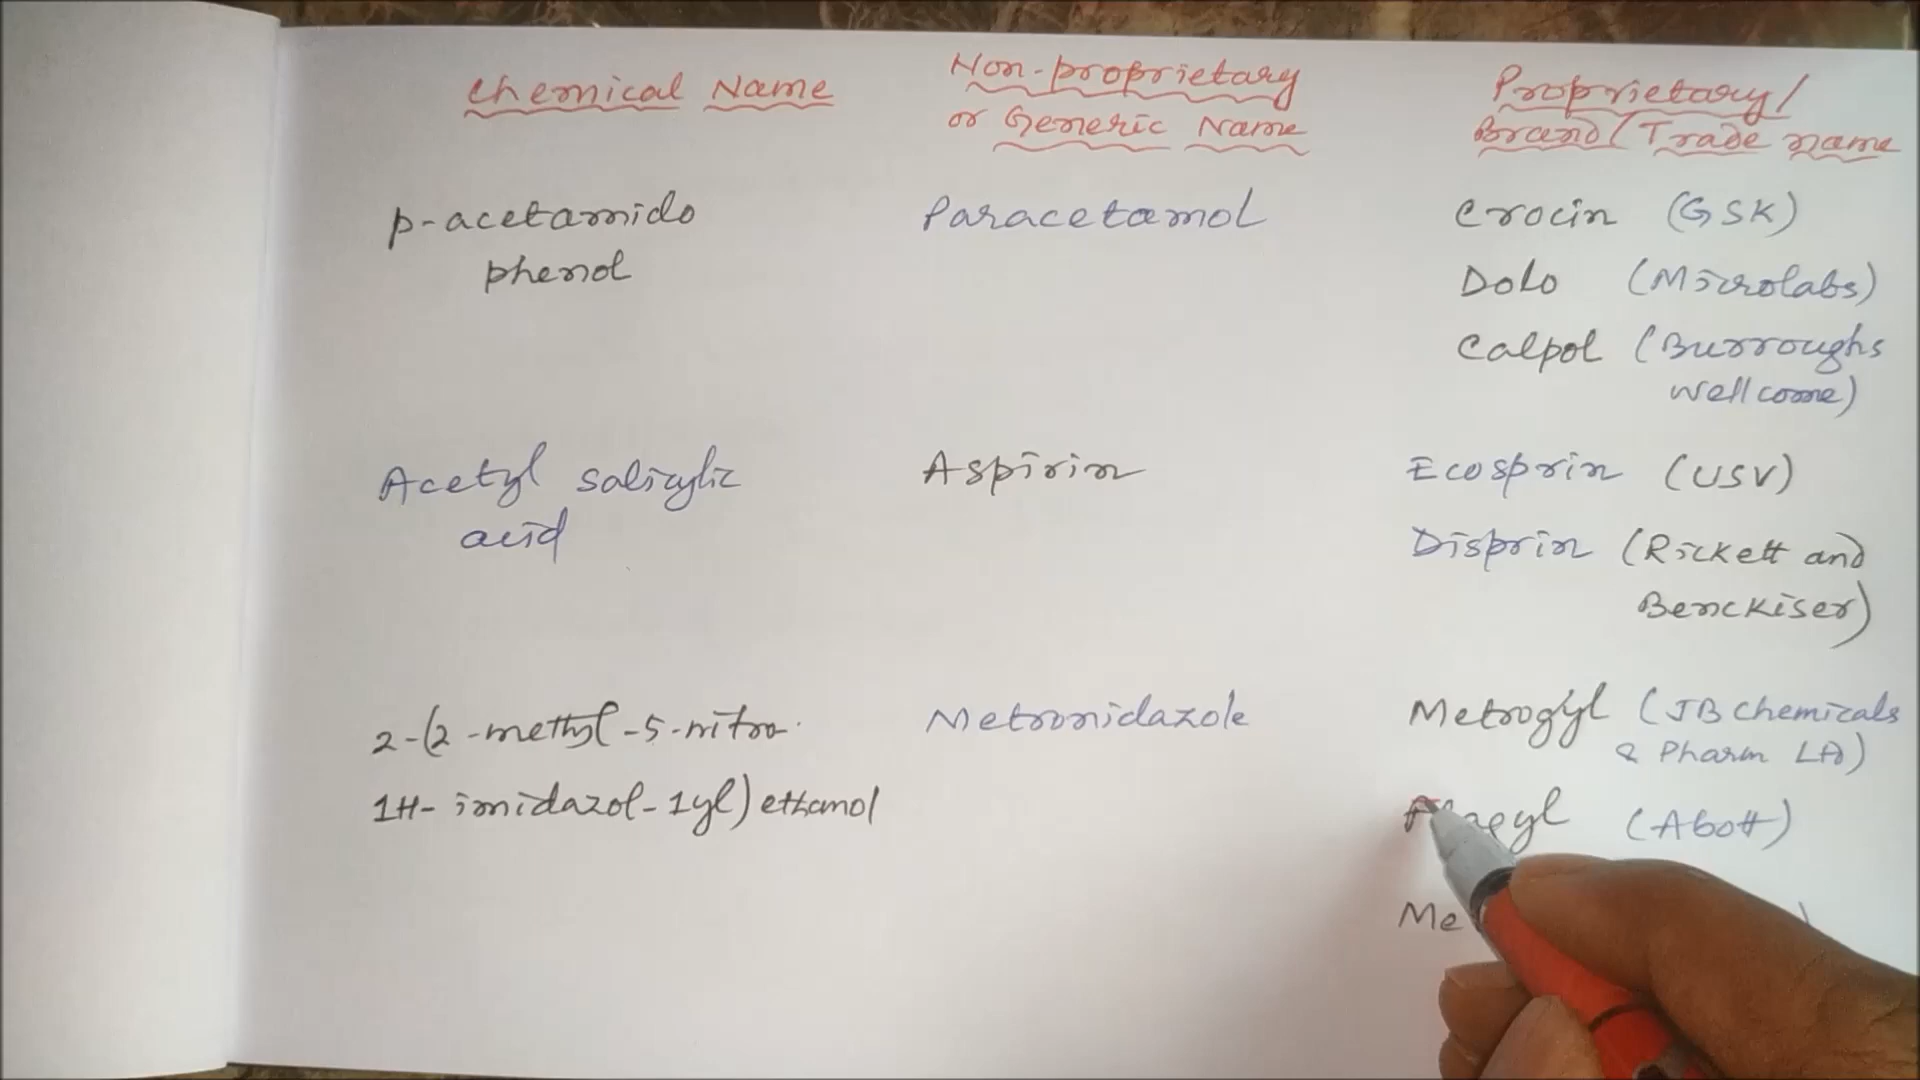 Chemical Name
Non-proprietary
or Generic Name
Proprietary/
Brand/Trade name
p-acetamido
phenol
Paracetamol
Crocin (GSK)
Dolo (Microlabs)
Calpol (Burroughs
wellcome)
Acetyl salicylic
acid
Aspirin
Ecosprin (USV)
Disprin (Rickett and
Benckiser)
2-(2-methyl-5-nitro-
1H-imidazol-1yl)ethanol
Metronidazole
Metrogyl (JB Chemicals
& Pharm Ltd)
(Abott)